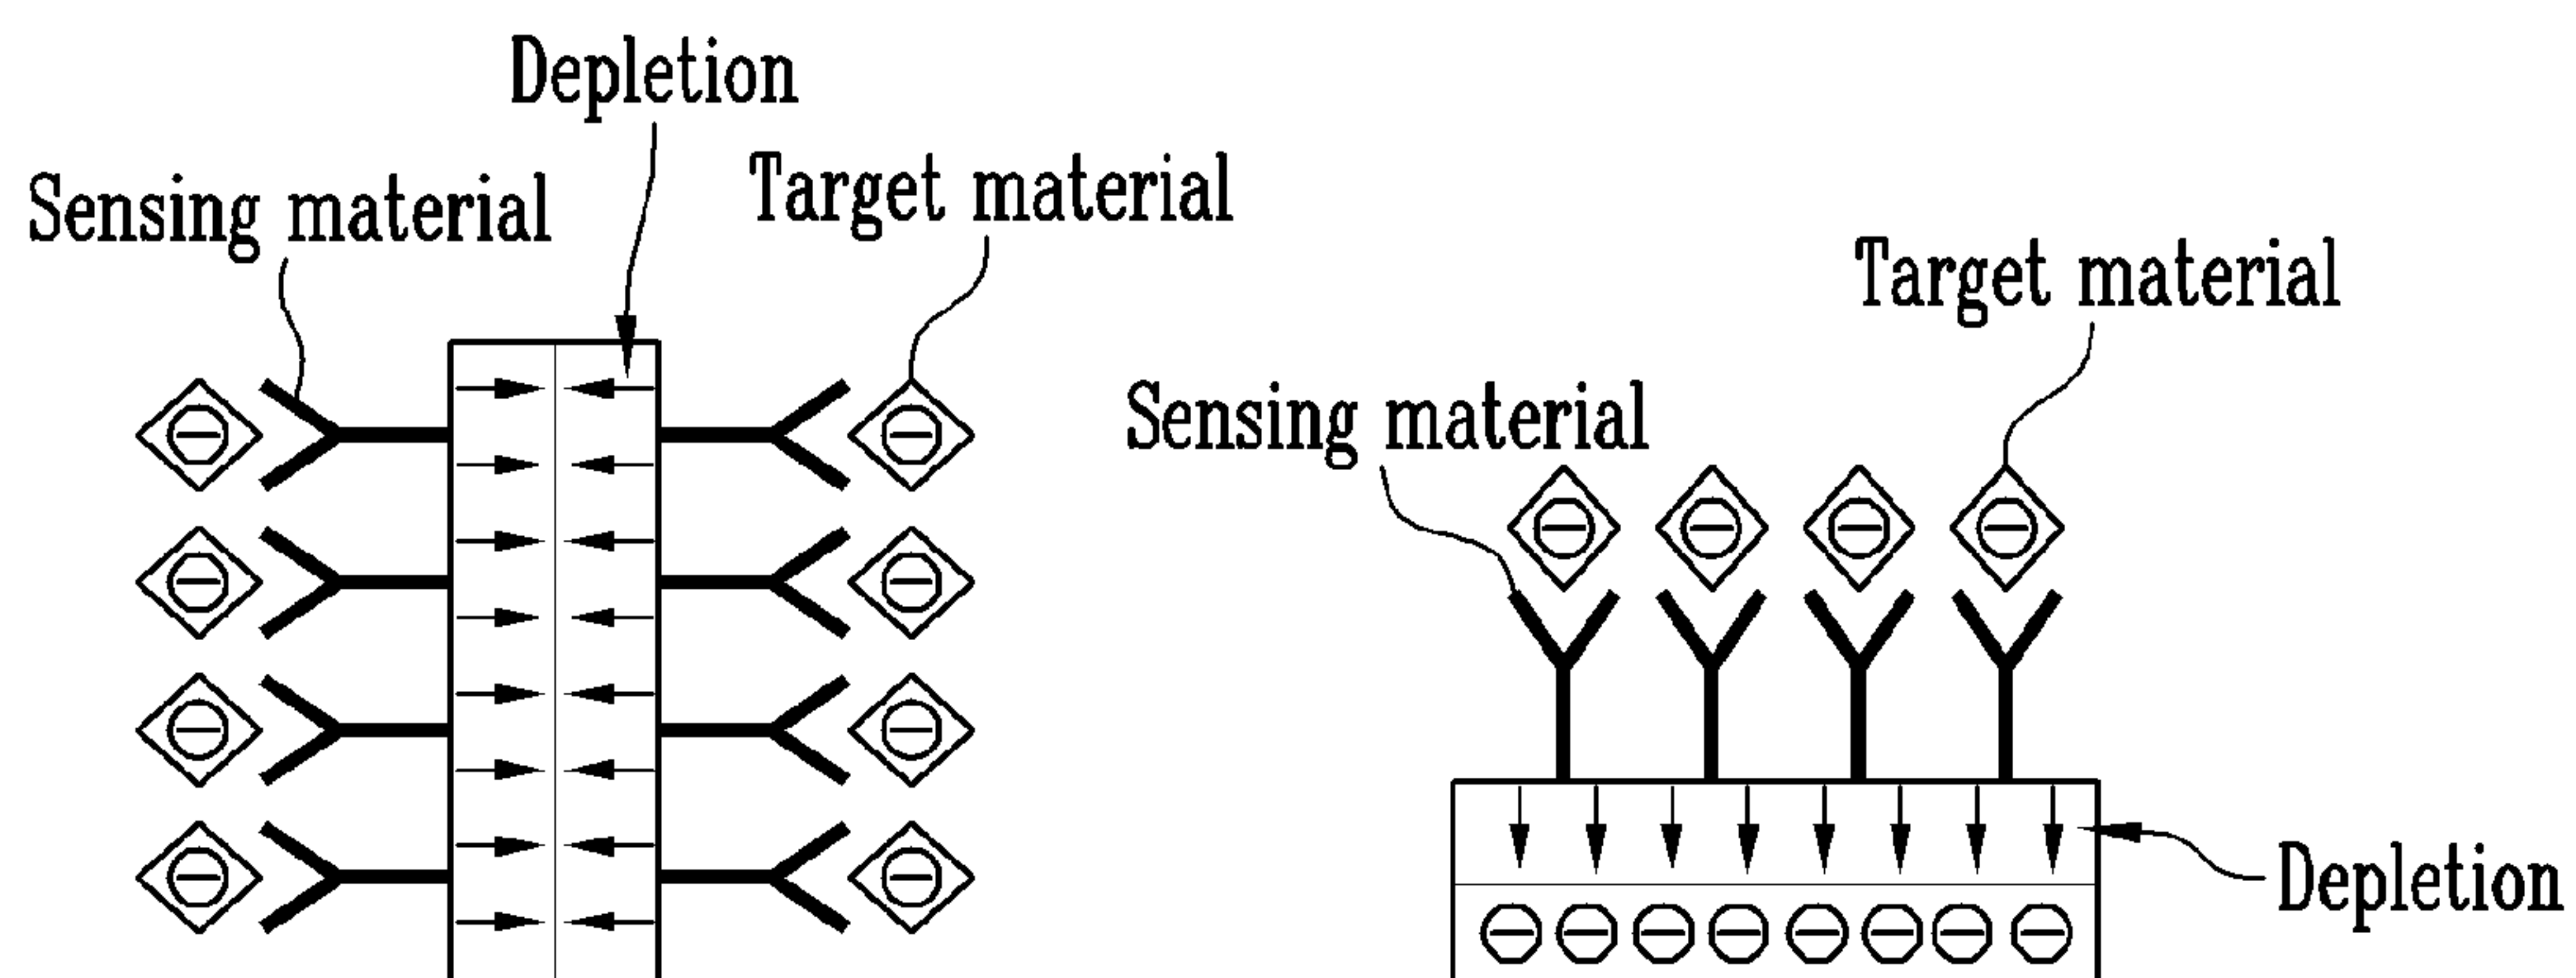 Depletion
Sensing material
Target material
Target material
Sensing material
Depletion